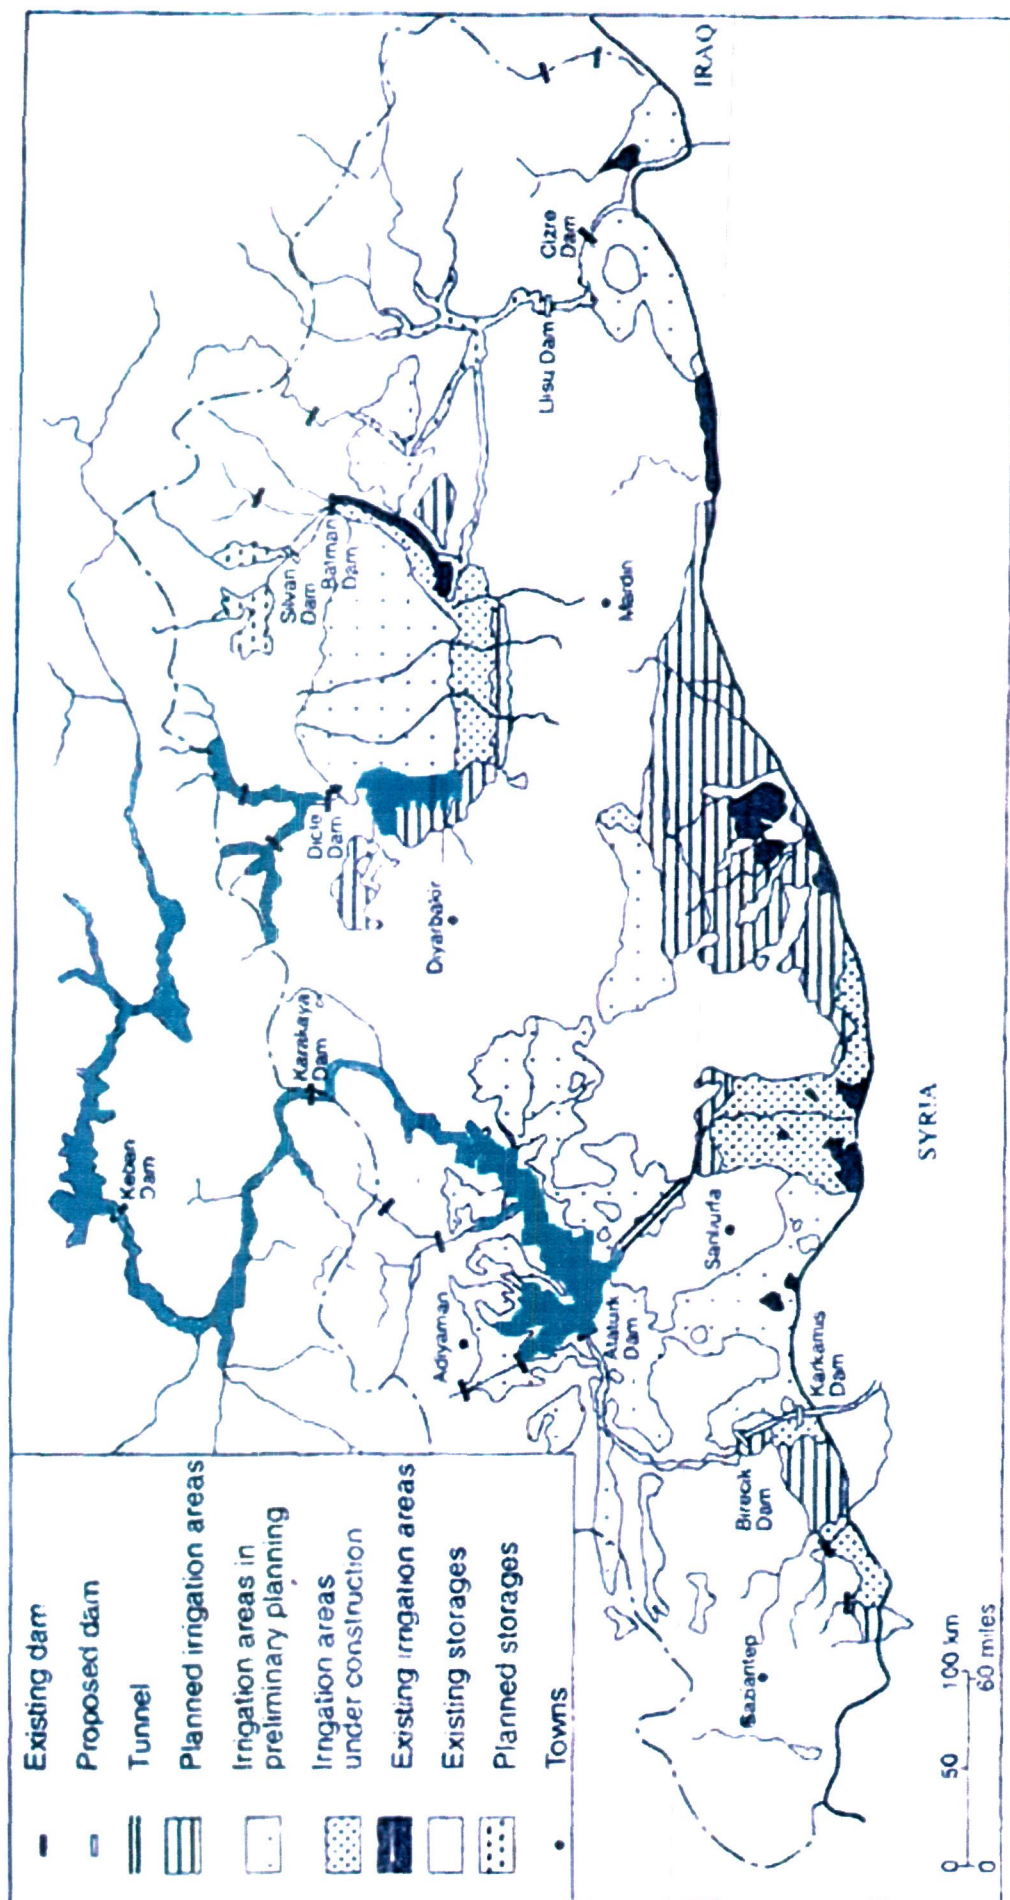 Existing dam
Proposed dam
Tunnel
Planned irrigation areas
Irrigation areas in
preliminary planning
Irrigation areas
under construction
Existing irrigation areas
Existing storages
Planned storages
Towns
0 50 100 km
0 60 miles
Keban
Dam
Karakaya
Dam
Dicle
Dam
Silvan
Dam
Batman
Dam
Ilisu Dam
Cizre
Dam
IRAQ
Adiyaman
Diyarbakir
Mardin
Ataturk
Dam
Birecik
Dam
Karkamus
Dam
Sanliurfa
Gaziantep
SYRIA